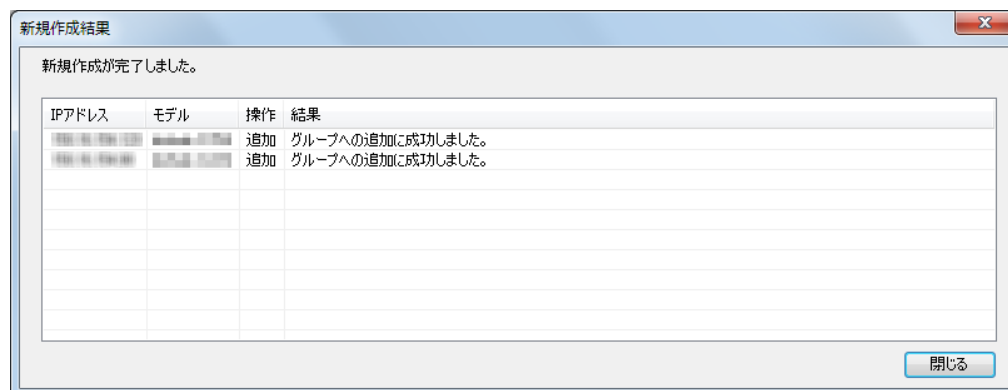 新規作成結果
新規作成が完了しました。
IPアドレス モデル 操作 結果
追加 グループへの追加に成功しました。
追加 グループへの追加に成功しました。
閉じる